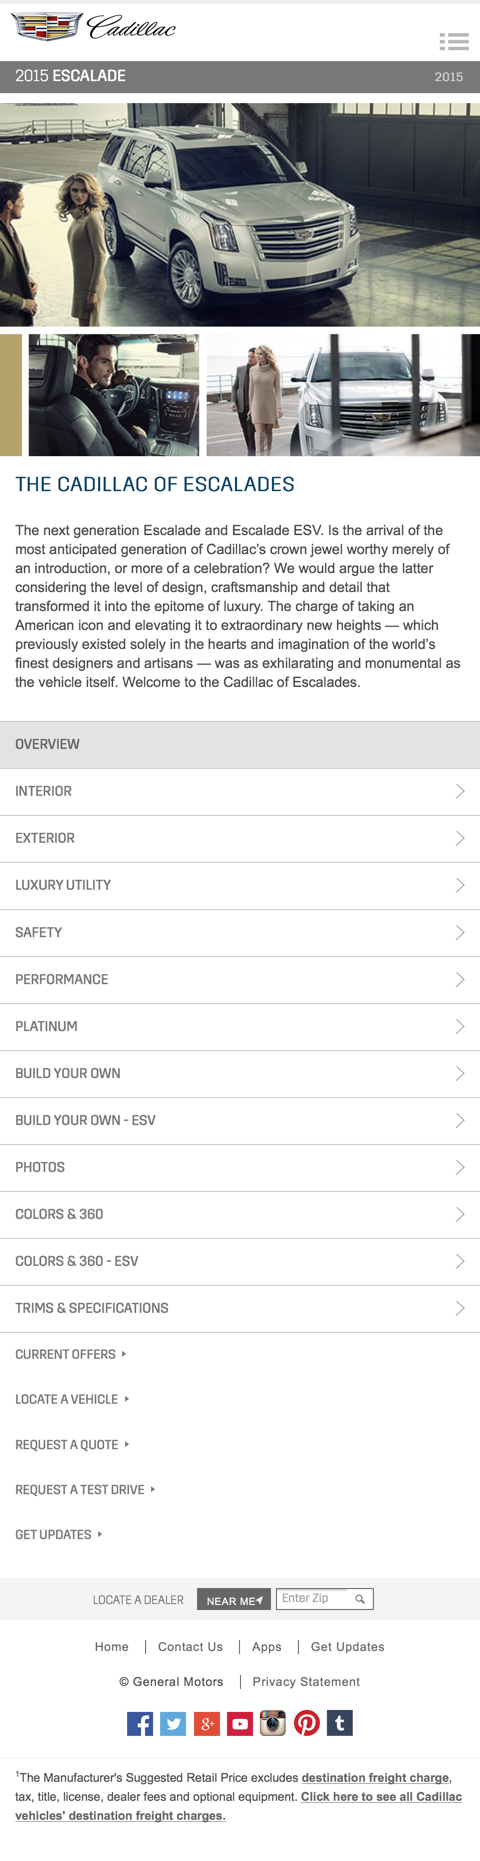 Cadillac
2015 ESCALADE
2015
THE CADILLAC OF ESCALADES
The next generation Escalade and Escalade ESV. Is the arrival of the
most anticipated generation of Cadillac's crown jewel worthy merely of
an introduction, or more of a celebration? We would argue the latter
considering the level of design, craftsmanship and detail that
transformed it into the epitome of luxury. The charge of taking an
American icon and elevating it to extraordinary new heights — which
previously existed solely in the hearts and imagination of the world's
finest designers and artisans — was as exhilarating and monumental as
the vehicle itself. Welcome to the Cadillac of Escalades.
OVERVIEW
INTERIOR
EXTERIOR
LUXURY UTILITY
SAFETY
PERFORMANCE
PLATINUM
BUILD YOUR OWN
BUILD YOUR OWN - ESV
PHOTOS
COLORS & 360
COLORS & 360 - ESV
TRIMS & SPECIFICATIONS
CURRENT OFFERS
LOCATE A VEHICLE
REQUEST A QUOTE
REQUEST A TEST DRIVE
GET UPDATES
LOCATE A DEALER NEAR ME Enter Zip
Home | Contact Us | Apps | Get Updates
© General Motors | Privacy Statement
1The Manufacturer's Suggested Retail Price excludes destination freight charge,
tax, title, license, dealer fees and optional equipment. Click here to see all Cadillac
vehicles' destination freight charges.